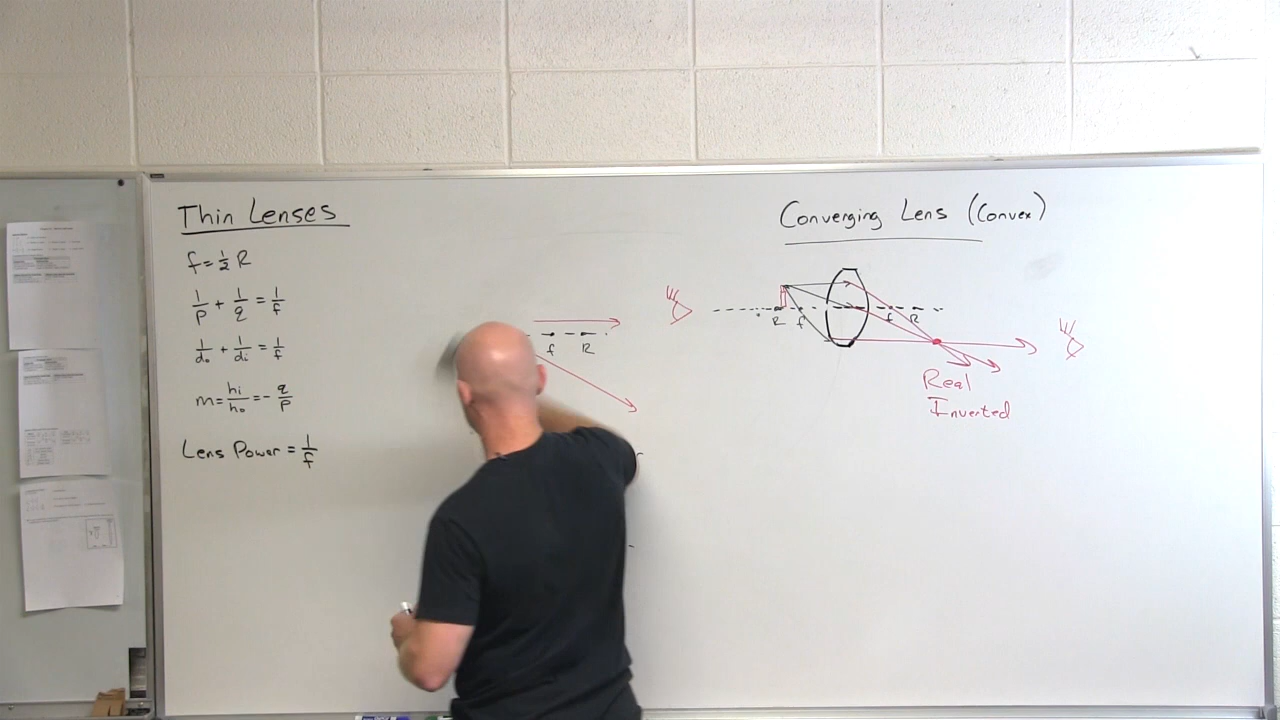 Thin Lenses
f = 1/2 R
1/p + 1/q = 1/f
1/do + 1/di = 1/f
m = hi/ho = - q/p
Lens Power = 1/f
f R
Converging Lens (Convex)
R f f R
Real
Inverted